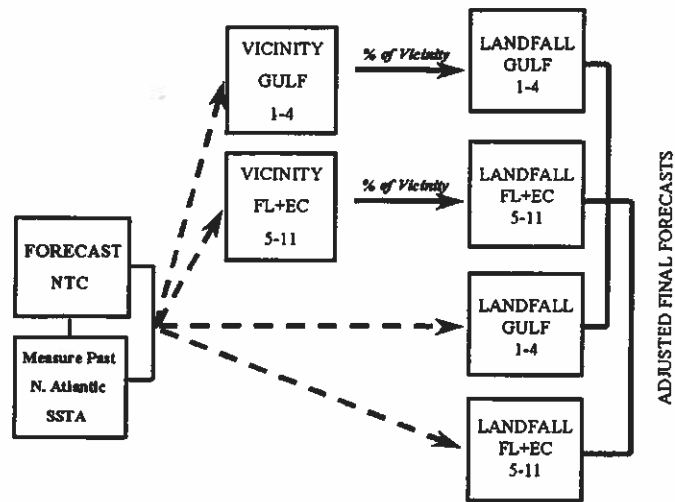 VICINITY
GULF
1-4
% of Vicinity
LANDFALL
GULF
1-4
VICINITY
FL+EC
5-11
% of Vicinity
LANDFALL
FL+EC
5-11
FORECAST
NTC
Measure Past
N. Atlantic
SSTA
LANDFALL
GULF
1-4
LANDFALL
FL+EC
5-11
ADJUSTED FINAL FORECASTS